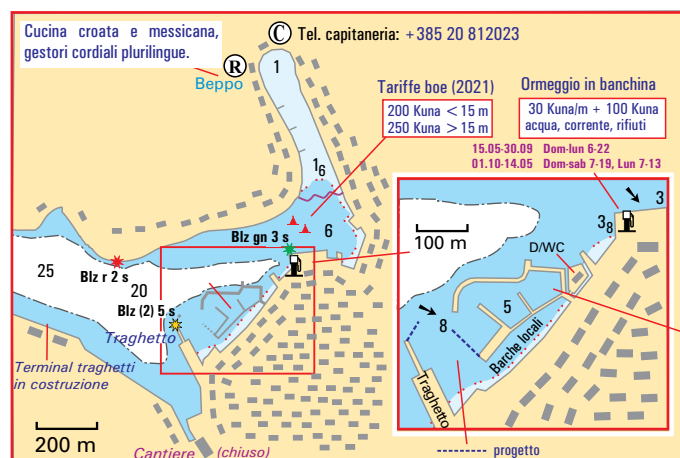 Cucina croata e messicana,
gestori cordiali plurilingue.
R
Beppo
C Tel. capitaneria: +385 20 812023
1
Tariffe boe (2021)
200 Kuna < 15 m
250 Kuna > 15 m
Ormeggio in banchina
30 Kuna/m + 100 Kuna
acqua, corrente, rifiuti
15.05-30.09 Dom-lun 6-22
01.10-14.05 Dom-sab 7-19, Lun 7-13
16
6
Blz gn 3 s
Blz r 2 s
25
20
Blz (2) 5 s
Traghetto
Terminal traghetti
in costruzione
200 m
Cantiere (chiuso)
3
38
100 m
D/WC
5
8
Barche locali
Traghetto
progetto